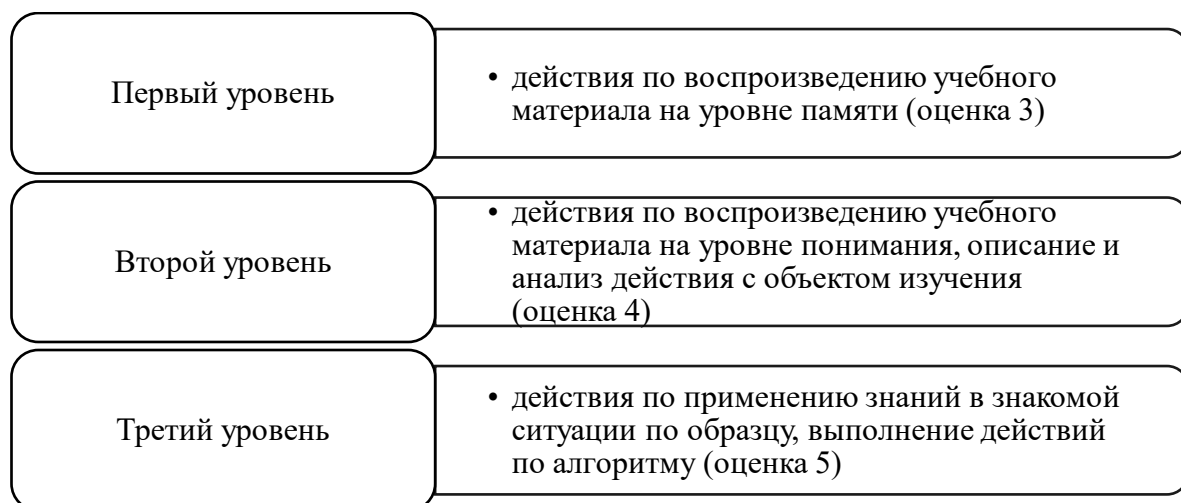 Первый уровень
• действия по воспроизведению учебного
материала на уровне памяти (оценка 3)
Второй уровень
• действия по воспроизведению учебного
материала на уровне понимания, описание и
анализ действия с объектом изучения
(оценка 4)
Третий уровень
• действия по применению знаний в знакомой
ситуации по образцу, выполнение действий
по алгоритму (оценка 5)